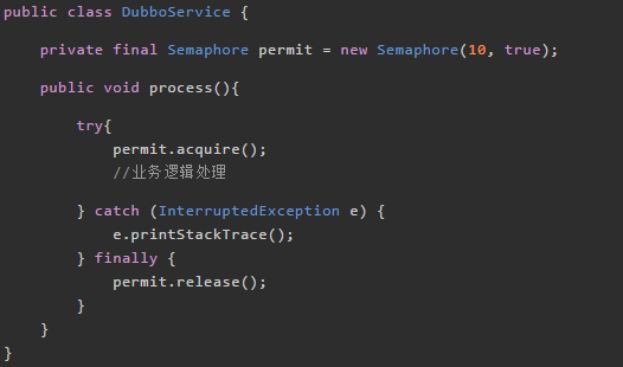 public class DubboService {
private final Semaphore permit = new Semaphore(10, true);
public void process(){
try{
permit.acquire();
//业务逻辑处理
} catch (InterruptedException e) {
e.printStackTrace();
} finally {
permit.release();
}
}
}